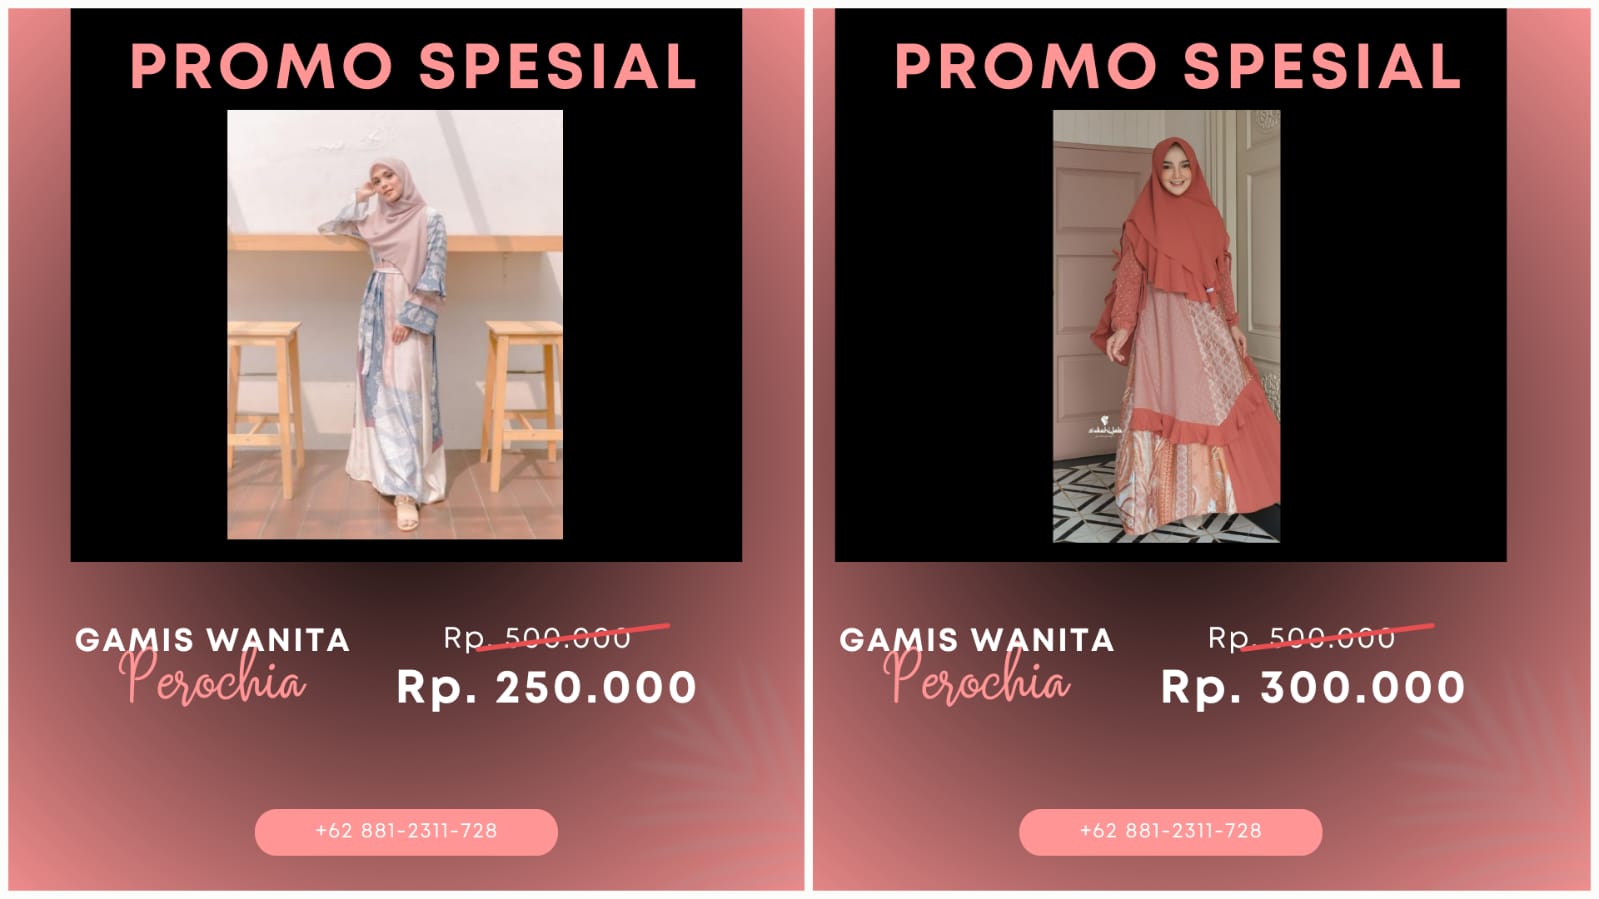 PROMO SPESIAL
GAMIS WANITA
Perochia
Rp. 500.000
Rp. 250.000
+62 881-2311-728
PROMO SPESIAL
GAMIS WANITA
Perochia
Rp. 500.000
Rp. 300.000
+62 881-2311-728